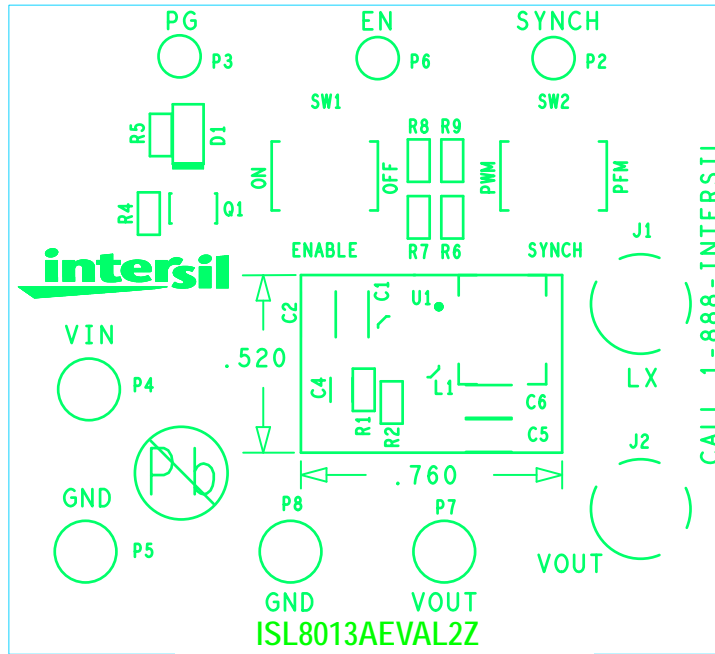 PG EN SYNCH
P3 P6 P2
SW1 SW2
R5 D1 R8 R9
ON OFF PWM PFM
R4 Q1
R7 R6
ENABLE SYNCH
J1
intersil
CALL 1-888-INTERSIL
C2 C1 U1
VIN
.520
P4
C4 R1 R2 L1 C6 C5
LX
J2
Pb
.760
GND
P5
P8 P7
VOUT
GND VOUT
ISL8013AEVAL2Z